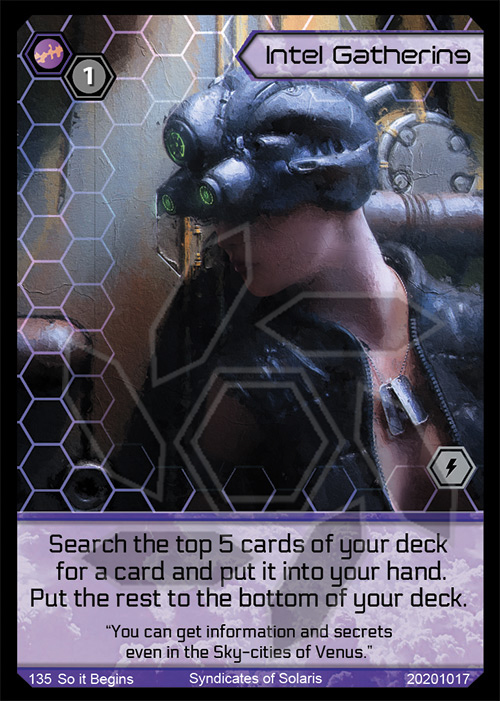 Intel Gathering
1
Search the top 5 cards of your deck
for a card and put it into your hand.
Put the rest to the bottom of your deck.
“You can get information and secrets
even in the Sky-cities of Venus.”
135 So it Begins Syndicates of Solaris 20201017